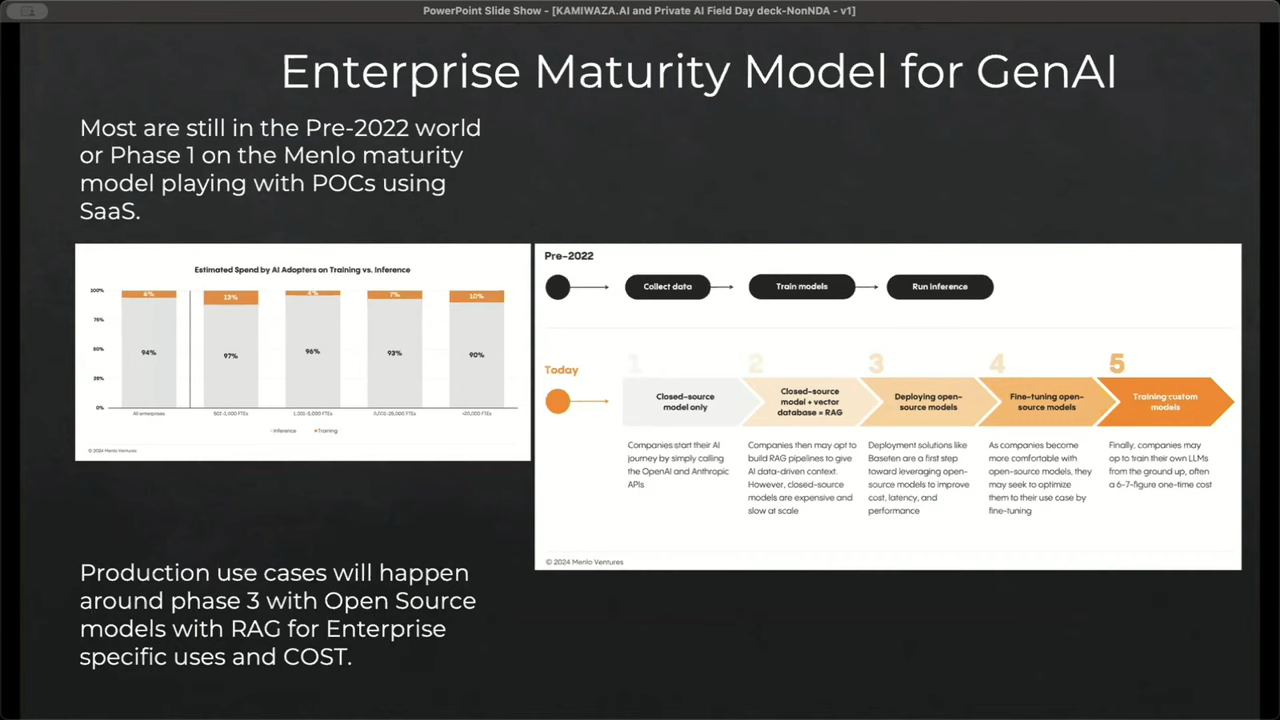 PowerPoint Slide Show - [KAMIWAZA.AI and Private AI Field Day deck-NonNDA - v1]
Enterprise Maturity Model for GenAI
Most are still in the Pre-2022 world
or Phase 1 on the Menlo maturity
model playing with POCs using
SaaS.
Estimated Spend by AI Adopters on Training vs. Inference
100%
75%
50%
25%
0%
6%
13%
4%
7%
10%
94%
97%
96%
93%
90%
All enterprises
1,001-5,000 FTEs
Inference
Training
© 2024 Menlo Ventures
Pre-2022
Collect data
Train models
Run inference
Today
1
2
3
4
5
Closed-source
model only
Closed-source
model + vector
database = RAG
Deploying open-
source models
Fine-tuning open-
source models
Training custom
models
Companies start their AI
journey by simply calling
the OpenAI and Anthropic
APIs
Companies then may opt to
build RAG pipelines to give
AI data-driven context.
However, closed-source
models are expensive and
slow at scale
Deployment solutions like
Baseten are a first step
toward leveraging open-
source models to improve
cost, latency, and
performance
As companies become
more comfortable with
open-source models, they
may seek to optimize
them to their use case by
fine-tuning
Finally, companies may
op to train their own LLMs
from the ground up, often
a 6-7-figure one-time cost
© 2024 Menlo Ventures
Production use cases will happen
around phase 3 with Open Source
models with RAG for Enterprise
specific uses and COST.